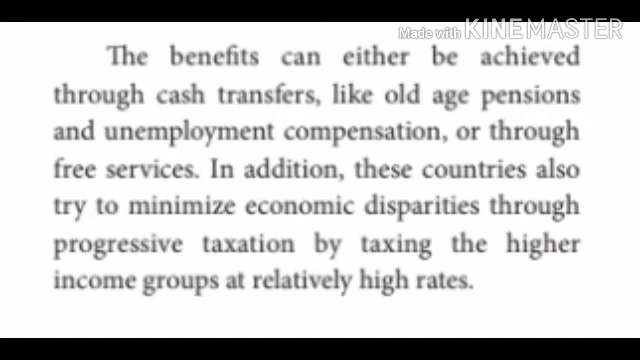 Made with KINEMASTER
The benefits can either be achieved
through cash transfers, like old age pensions
and unemployment compensation, or through
free services. In addition, these countries also
try to minimize economic disparities through
progressive taxation by taxing the higher
income groups at relatively high rates.